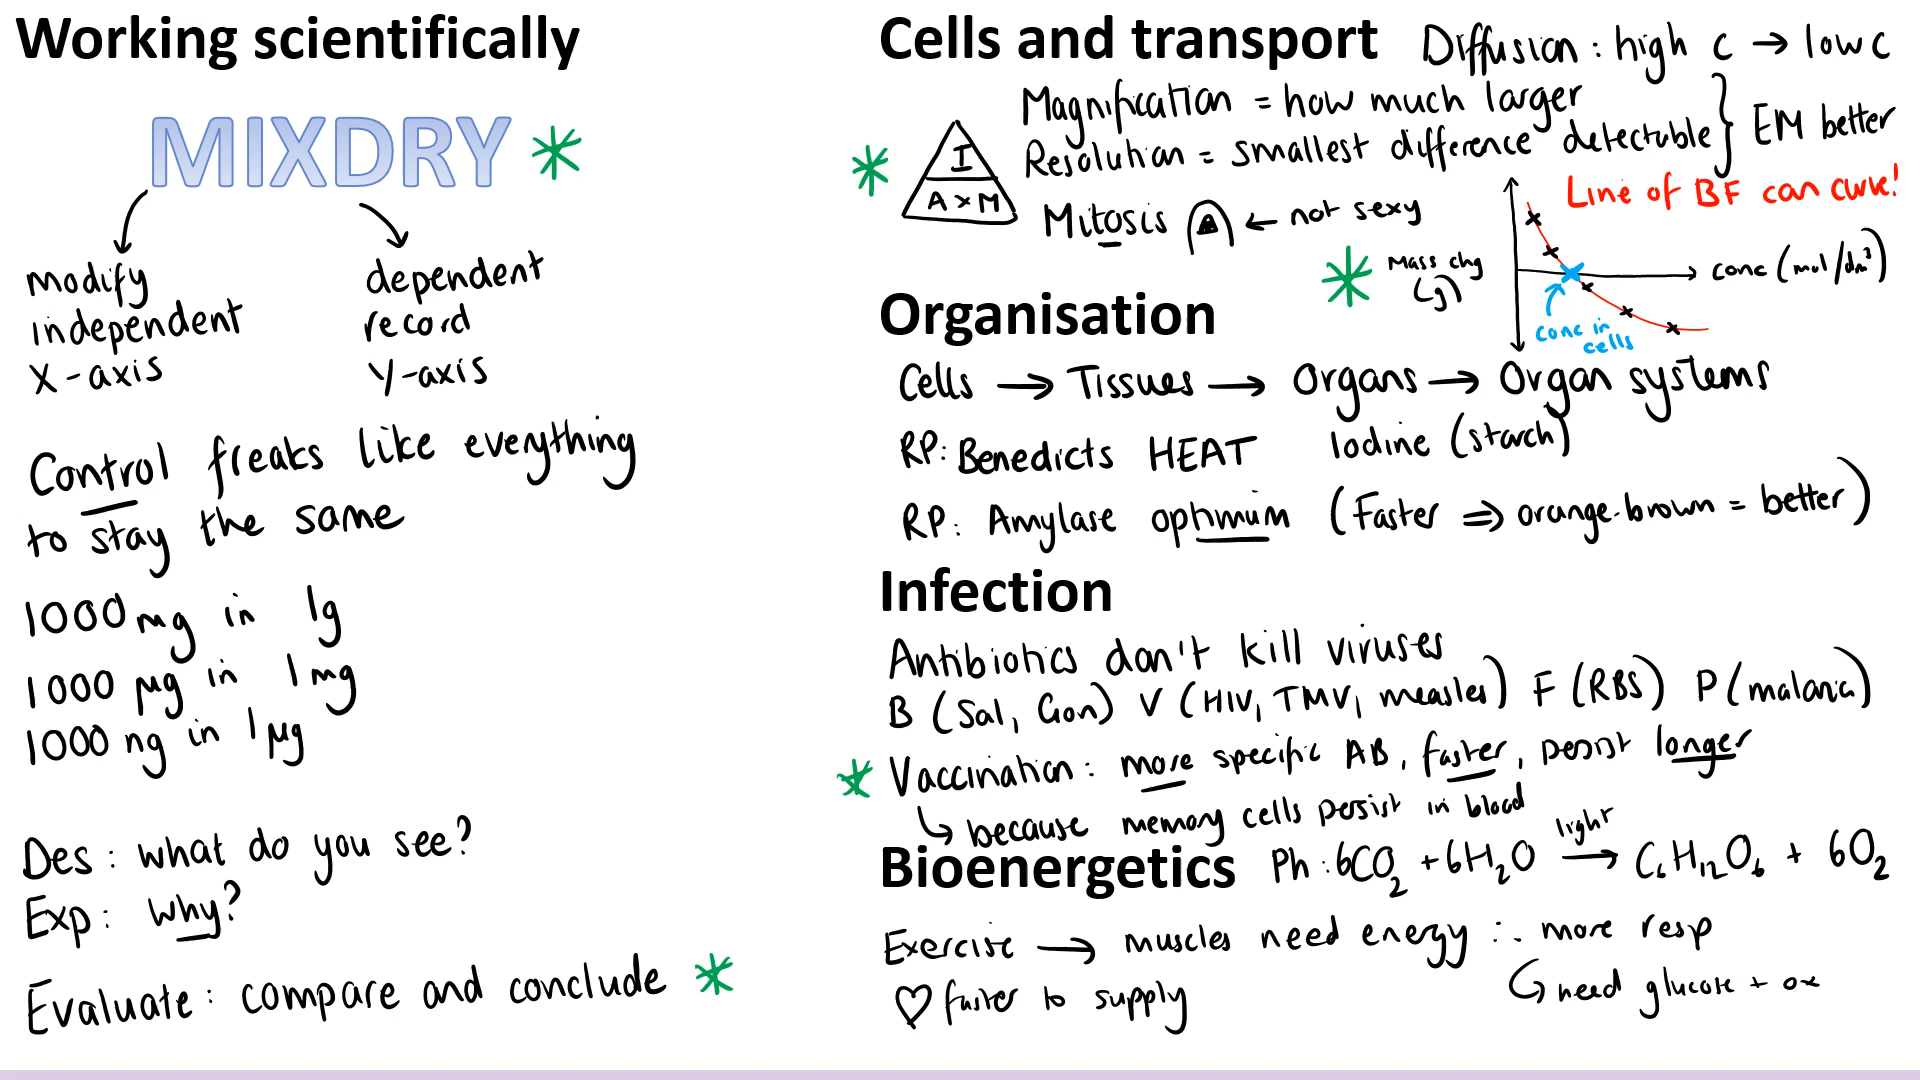 Working scientifically
MIXDRY
modify
independent
X-axis
dependent
record
Y-axis
Control freaks like everything
to stay the same
1000 mg in 1g
1000 µg in 1mg
1000 ng in 1µg
Des: what do you see?
Exp: why?
Evaluate: compare and conclude
Cells and transport
Diffusion: high c → low c
Magnification = how much larger
Resolution = smallest difference detectable
EM better
I
A × M
Mitosis ← not sexy
Line of BF can curve!
Mass chg
(g)
conc (mol/dm³)
conc in
cells
Organisation
Cells → Tissues → Organs → Organ systems
RP: Benedicts HEAT Iodine (starch)
RP: Amylase optimum (Faster ⇒ orange-brown = better)
Infection
Antibiotics don't kill viruses
B (Sal, Gon) V (HIV, TMV, measles) F (RBS) P (malaria)
Vaccination: more specific AB, faster, persist longer
↳ because memory cells persist in blood
Bioenergetics
Ph: 6CO₂ + 6H₂O light → C₆H₁₂O₆ + 6O₂
Exercise → muscles need energy ∴ more resp
↳ need glucose + ox
♡ faster to supply